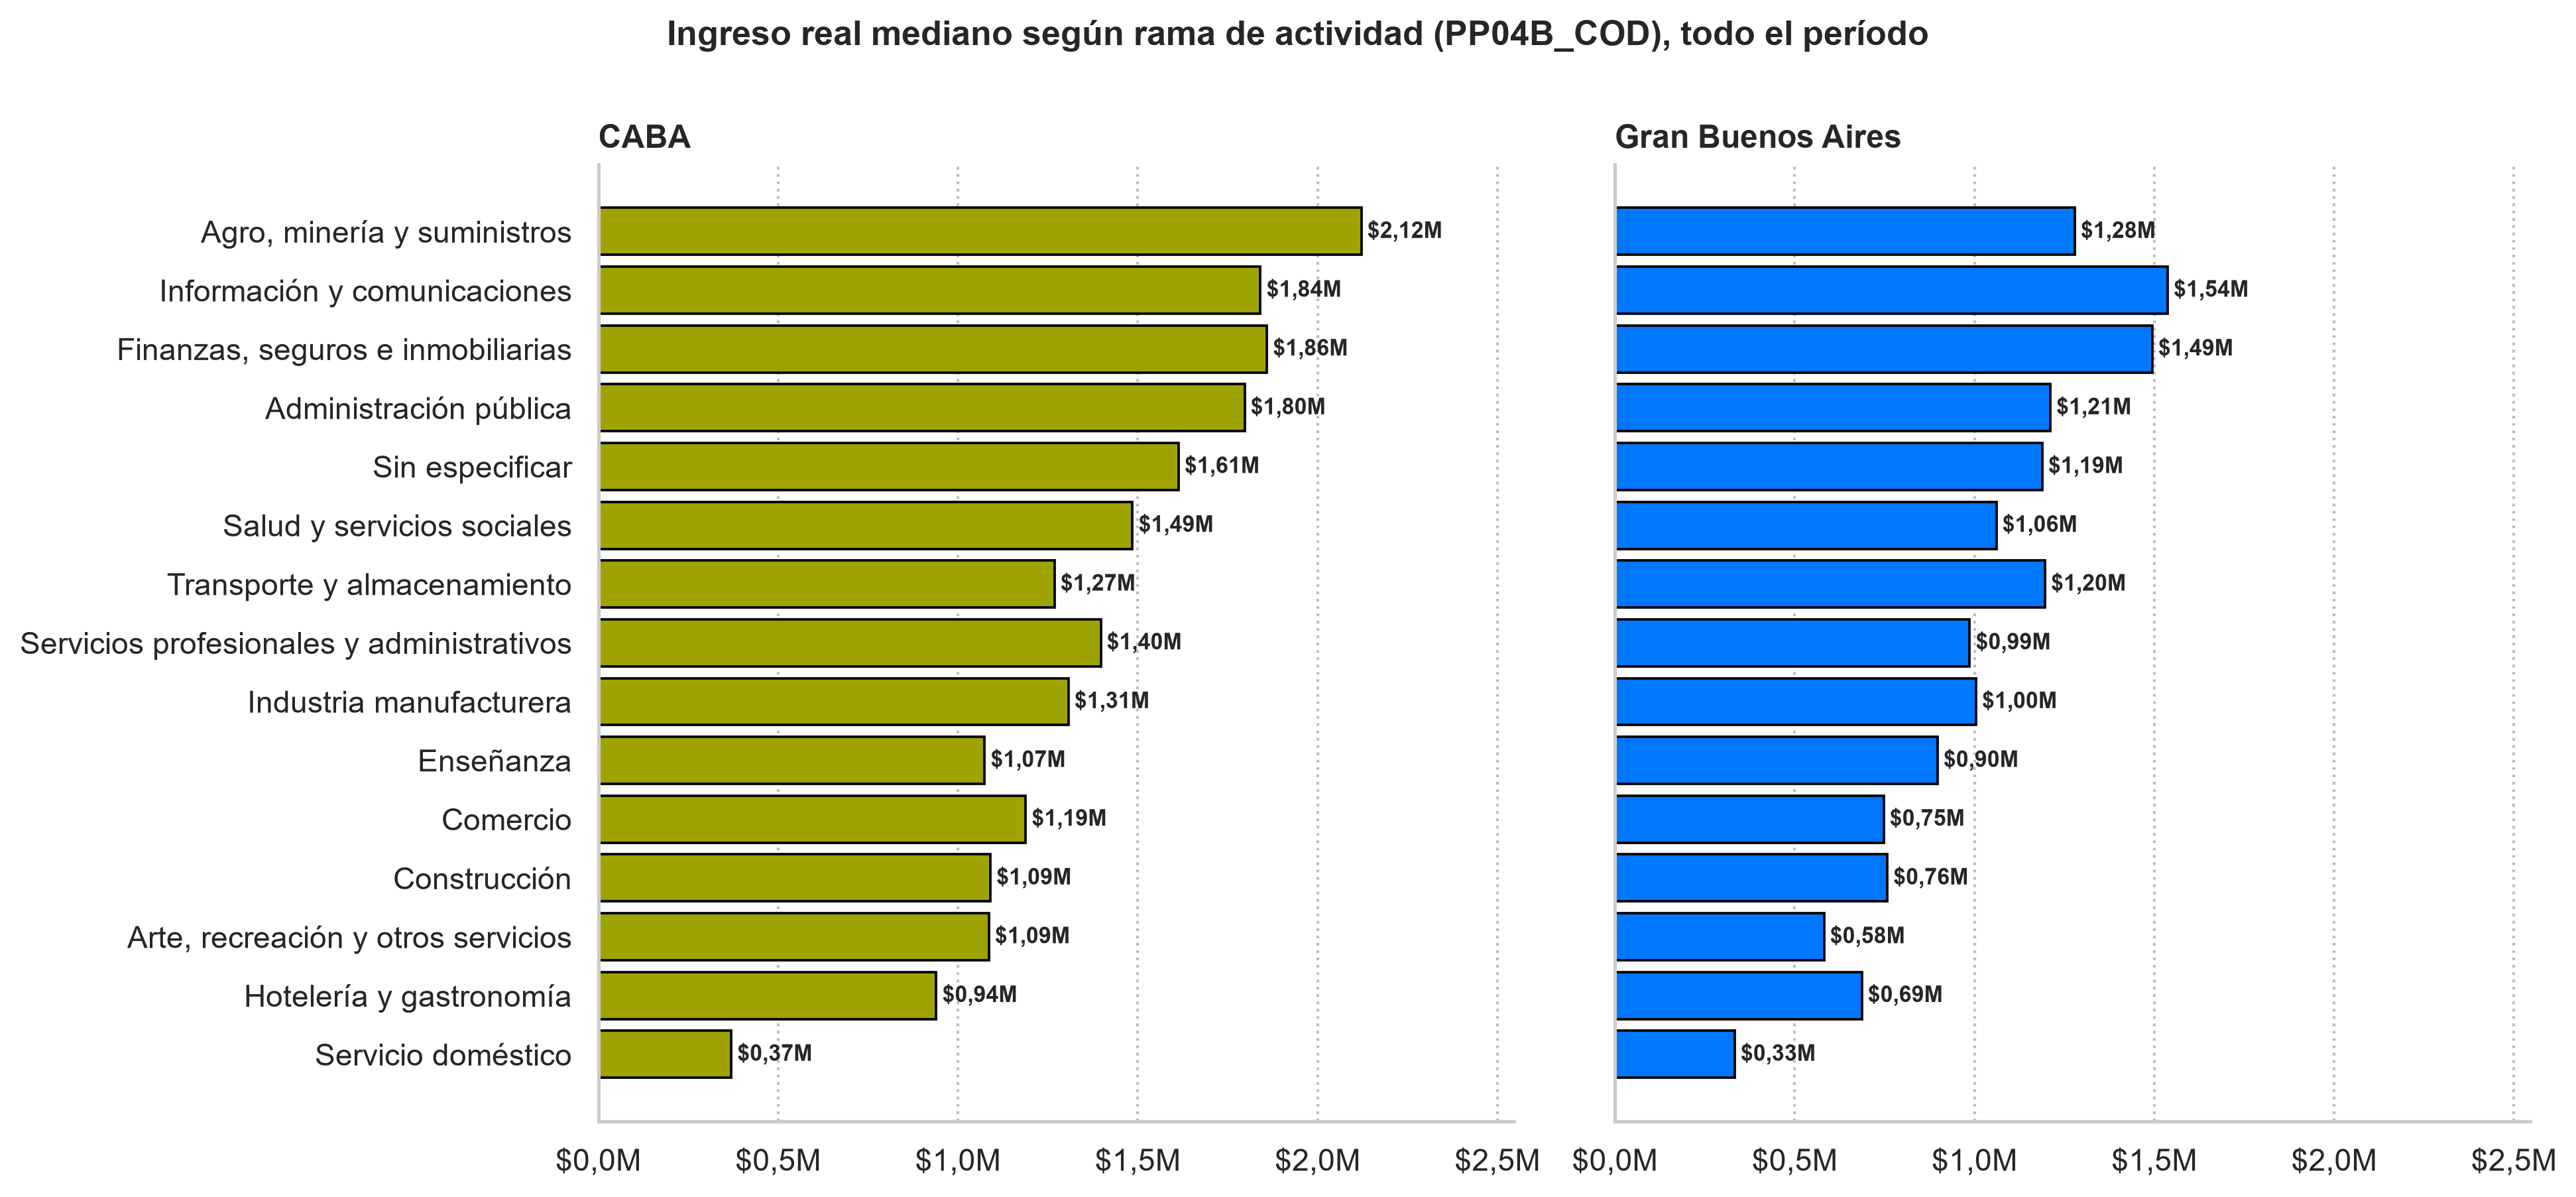 Ingreso real mediano según rama de actividad (PP04B_COD), todo el período
CABA
Agro, minería y suministros $2,12M
Información y comunicaciones $1,84M
Finanzas, seguros e inmobiliarias $1,86M
Administración pública $1,80M
Sin especificar $1,61M
Salud y servicios sociales $1,49M
Transporte y almacenamiento $1,27M
Servicios profesionales y administrativos $1,40M
Industria manufacturera $1,31M
Enseñanza $1,07M
Comercio $1,19M
Construcción $1,09M
Arte, recreación y otros servicios $1,09M
Hotelería y gastronomía $0,94M
Servicio doméstico $0,37M
$0,0M $0,5M $1,0M $1,5M $2,0M $2,5M
Gran Buenos Aires
$1,28M
$1,54M
$1,49M
$1,21M
$1,19M
$1,06M
$1,20M
$0,99M
$1,00M
$0,90M
$0,75M
$0,76M
$0,58M
$0,69M
$0,33M
$0,0M $0,5M $1,0M $1,5M $2,0M $2,5M